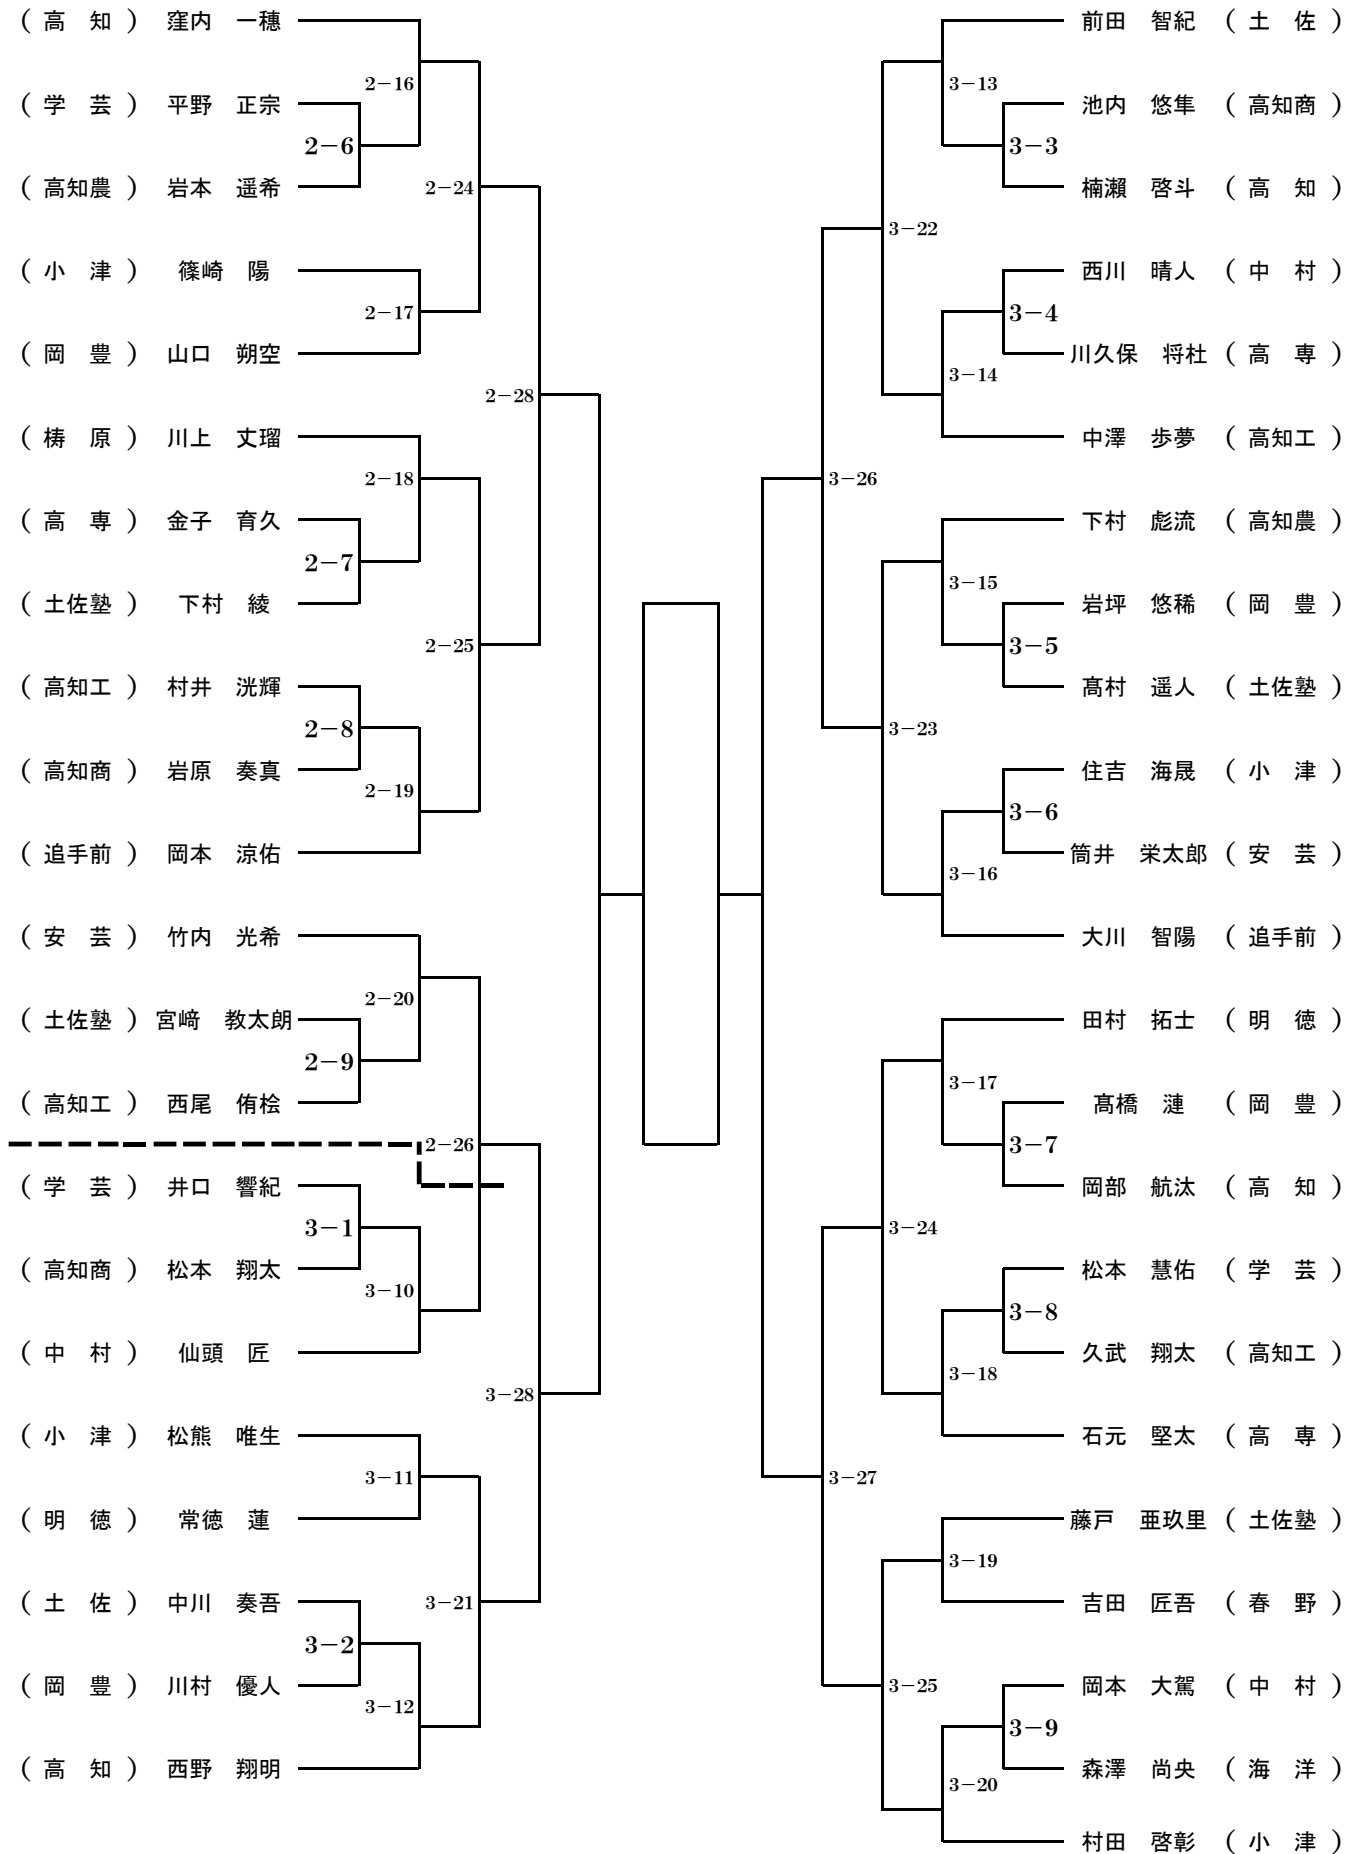 ( 高　知 ) 窪内　一穂
2−16
( 学　芸 ) 平野　正宗
2−6
( 高知農 ) 岩本　遥希
2−24
( 小　津 ) 篠崎　陽
2−17
( 岡　豊 ) 山口　朔空
2−28
( 梼　原 ) 川上　丈瑠
2−18
( 高　専 ) 金子　育久
2−7
( 土佐塾 ) 下村　綾
2−25
( 高知工 ) 村井　洸輝
2−8
( 高知商 ) 岩原　奏真
2−19
( 追手前 ) 岡本　涼佑
( 安　芸 ) 竹内　光希
2−20
( 土佐塾 ) 宮﨑　教太朗
2−9
( 高知工 ) 西尾　侑桧
2−26
( 学　芸 ) 井口　響紀
3−1
( 高知商 ) 松本　翔太
3−10
( 中　村 ) 仙頭　匠
3−28
( 小　津 ) 松熊　唯生
3−11
( 明　徳 ) 常徳　蓮
( 土　佐 ) 中川　奏吾
3−21
3−2
( 岡　豊 ) 川村　優人
3−12
( 高　知 ) 西野　翔明
前田　智紀 ( 土　佐 )
3−13
池内　悠隼 ( 高知商 )
3−3
楠瀨　啓斗 ( 高　知 )
3−22
西川　晴人 ( 中　村 )
3−4
川久保　将杜 ( 高　専 )
3−14
中澤　歩夢 ( 高知工 )
3−26
下村　彪流 ( 高知農 )
3−15
岩坪　悠稀 ( 岡　豊 )
3−5
髙村　遥人 ( 土佐塾 )
3−23
住吉　海晟 ( 小　津 )
3−6
筒井　栄太郎 ( 安　芸 )
3−16
大川　智陽 ( 追手前 )
田村　拓士 ( 明　徳 )
3−17
髙橋　漣 ( 岡　豊 )
3−7
岡部　航汰 ( 高　知 )
3−24
松本　慧佑 ( 学　芸 )
3−8
久武　翔太 ( 高知工 )
3−18
石元　堅太 ( 高　専 )
3−27
藤戸　亜玖里 ( 土佐塾 )
3−19
吉田　匠吾 ( 春　野 )
岡本　大駕 ( 中　村 )
3−25
3−9
森澤　尚央 ( 海　洋 )
3−20
村田　啓彰 ( 小　津 )